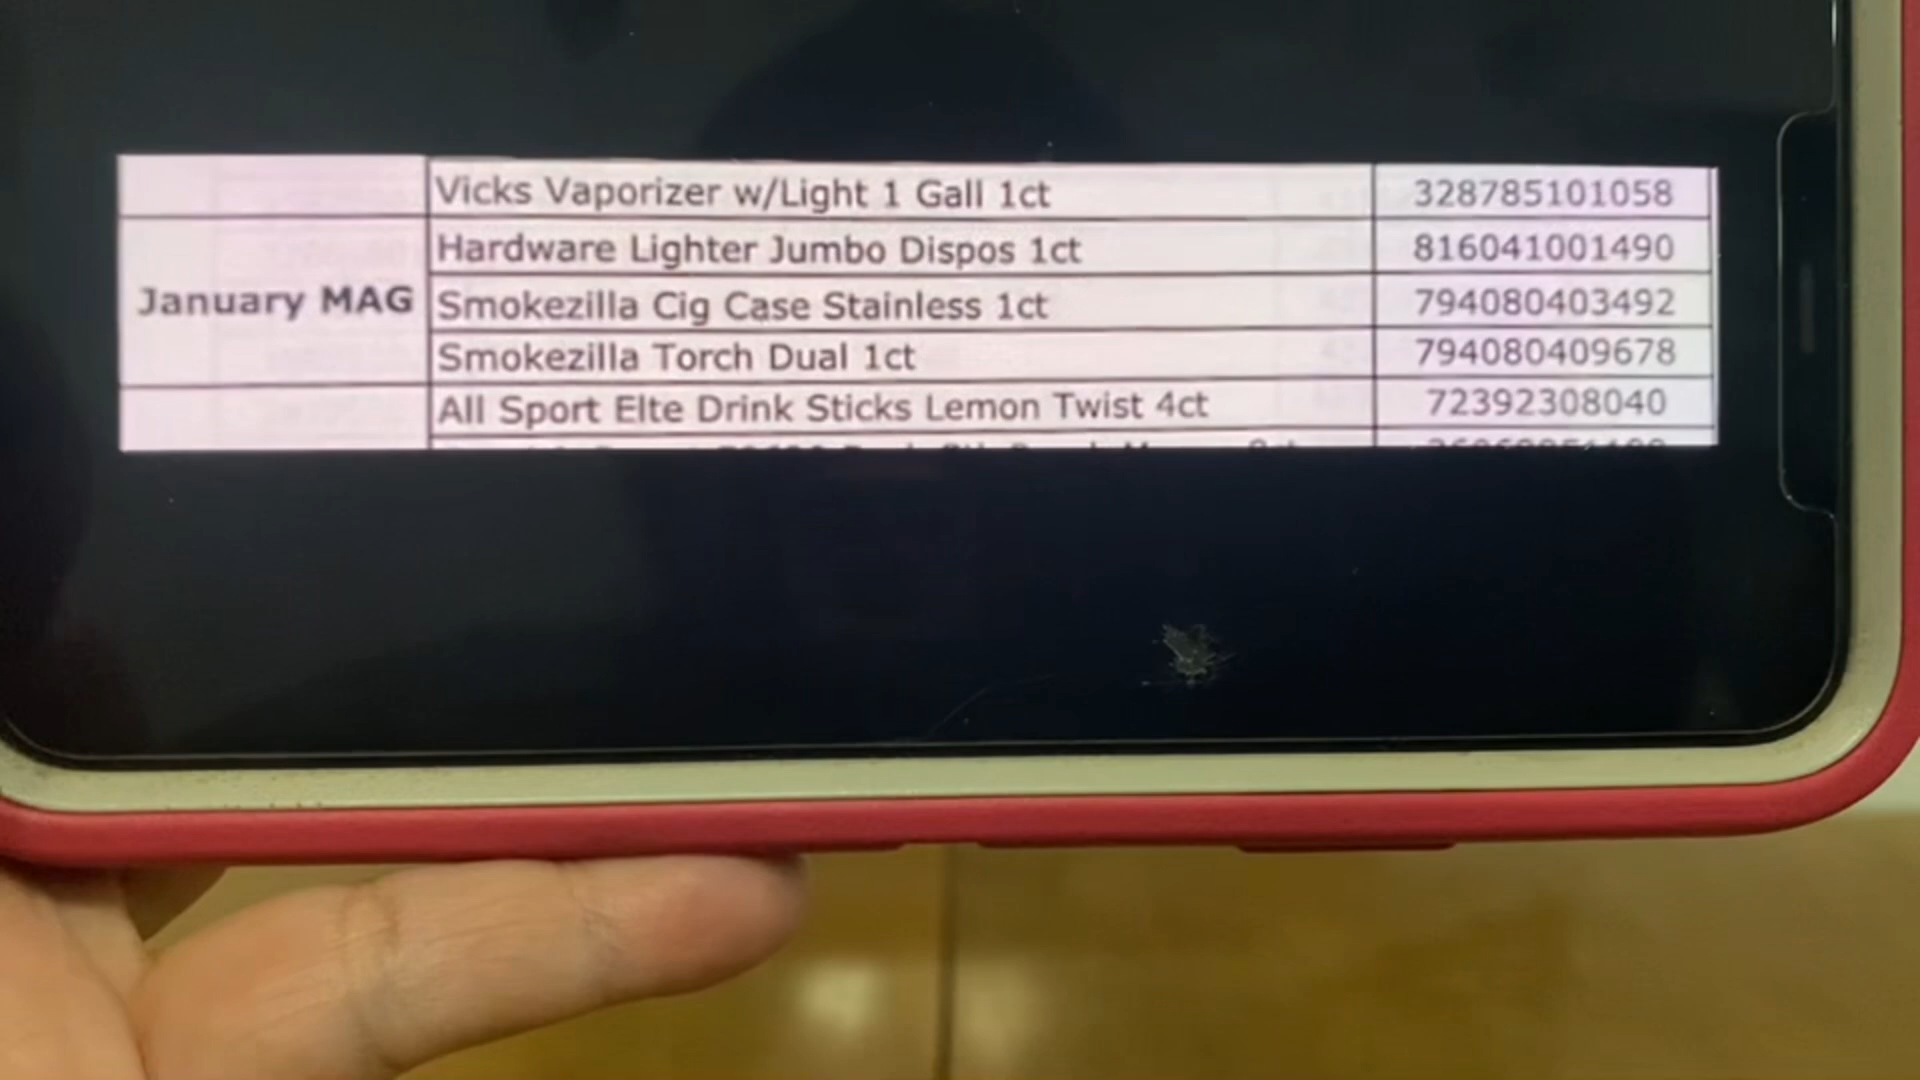 Vicks Vaporizer w/Light 1 Gall 1ct 328785101058
Hardware Lighter Jumbo Dispos 1ct 816041001490
January MAG Smokezilla Cig Case Stainless 1ct 794080403492
Smokezilla Torch Dual 1ct 794080409678
All Sport Elte Drink Sticks Lemon Twist 4ct 72392308040